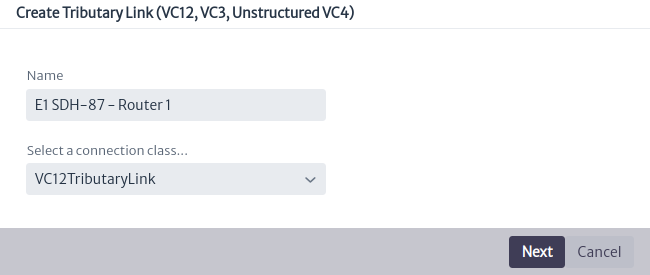 Create Tributary Link (VC12, VC3, Unstructured VC4)
Name
E1 SDH-87 - Router 1
Select a connection class...
VC12TributaryLink
Next Cancel